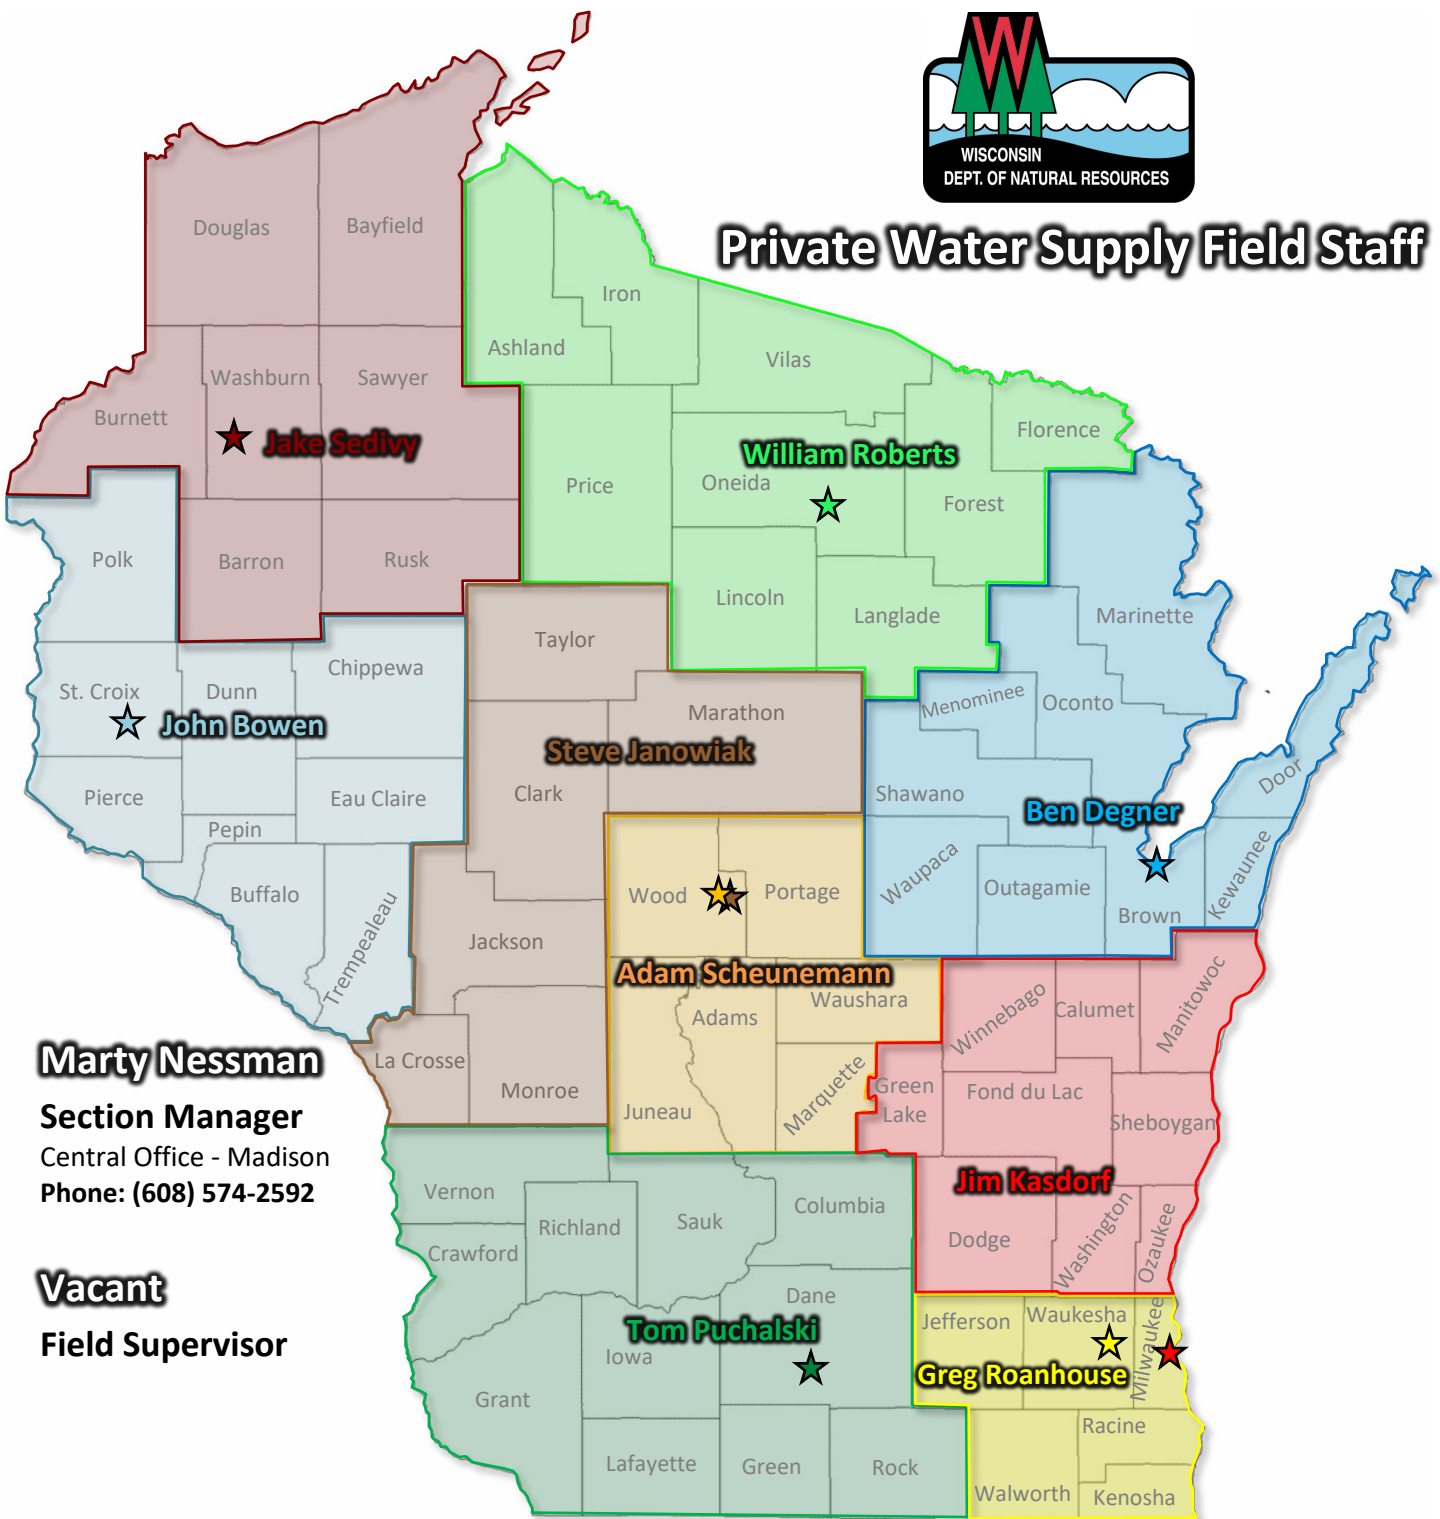 WISCONSIN
DEPT. OF NATURAL RESOURCES
Private Water Supply Field Staff
Douglas
Bayfield
Iron
Ashland
Vilas
Washburn
Sawyer
Burnett
Florence
Jake Sedivy
William Roberts
Price
Oneida
Forest
Polk
Barron
Rusk
Lincoln
Langlade
Marinette
Taylor
Chippewa
St. Croix
Dunn
Menominee
Oconto
Marathon
John Bowen
Steve Janowiak
Door
Pierce
Eau Claire
Clark
Shawano
Ben Degner
Pepin
Waupaca
Outagamie
Kewaunee
Buffalo
Wood
Portage
Brown
Trempealeau
Jackson
Adam Scheunemann
Waushara
Winnebago
Calumet
Manitowoc
Adams
Marty Nessman
La Crosse
Monroe
Juneau
Marquette
Green
Lake
Fond du Lac
Sheboygan
Section Manager
Central Office - Madison
Phone: (608) 574-2592
Jim Kasdorf
Vernon
Richland
Sauk
Columbia
Crawford
Dodge
Washington
Ozaukee
Vacant
Field Supervisor
Dane
Tom Puchalski
Iowa
Jefferson
Waukesha
Milwaukee
Greg Roanhouse
Grant
Racine
Lafayette
Green
Rock
Walworth
Kenosha